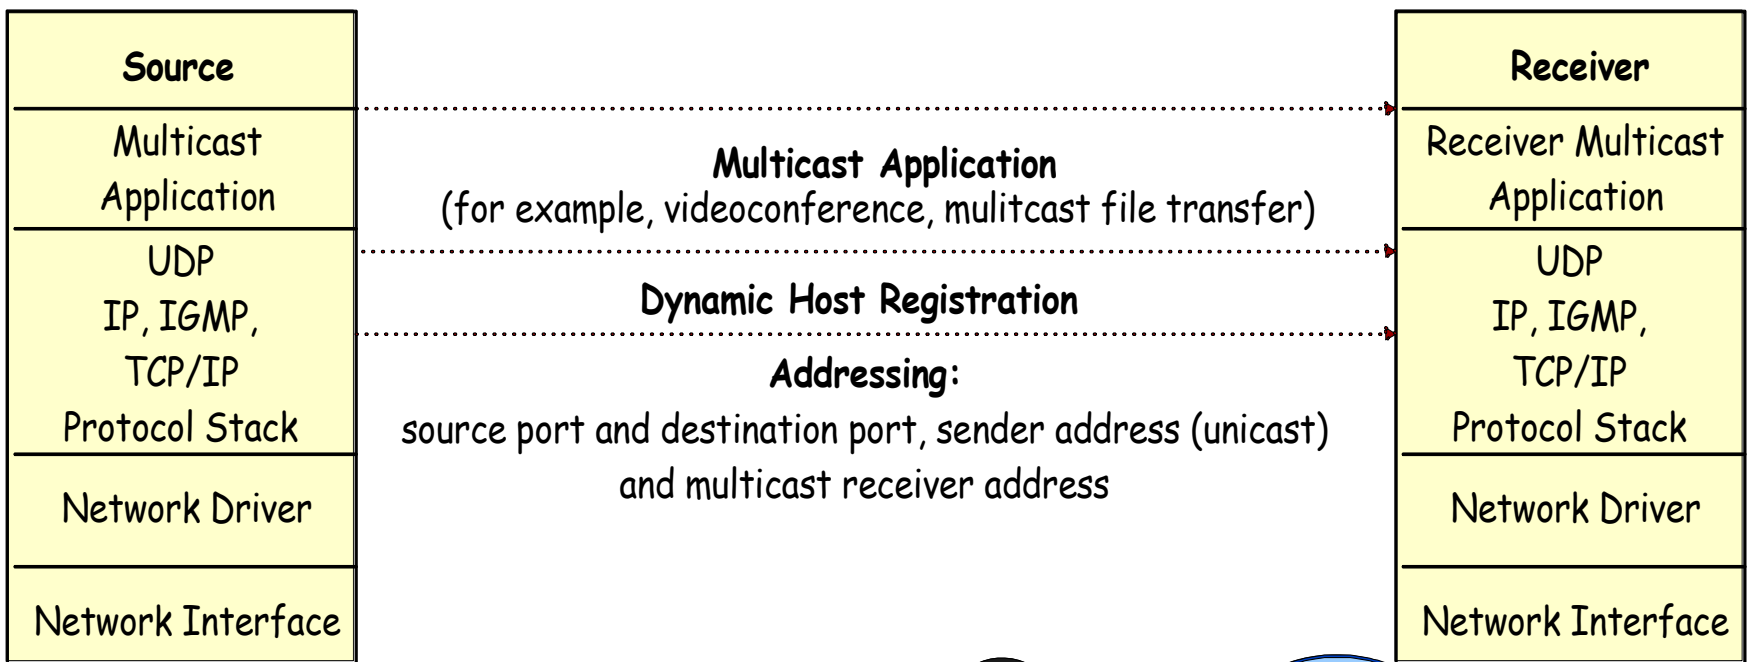 Source
Multicast
Application
UDP
IP, IGMP,
TCP/IP
Protocol Stack
Network Driver
Network Interface
Multicast Application
(for example, videoconference, mulitcast file transfer)
Dynamic Host Registration
Addressing:
source port and destination port, sender address (unicast)
and multicast receiver address
Receiver
Receiver Multicast
Application
UDP
IP, IGMP,
TCP/IP
Protocol Stack
Network Driver
Network Interface